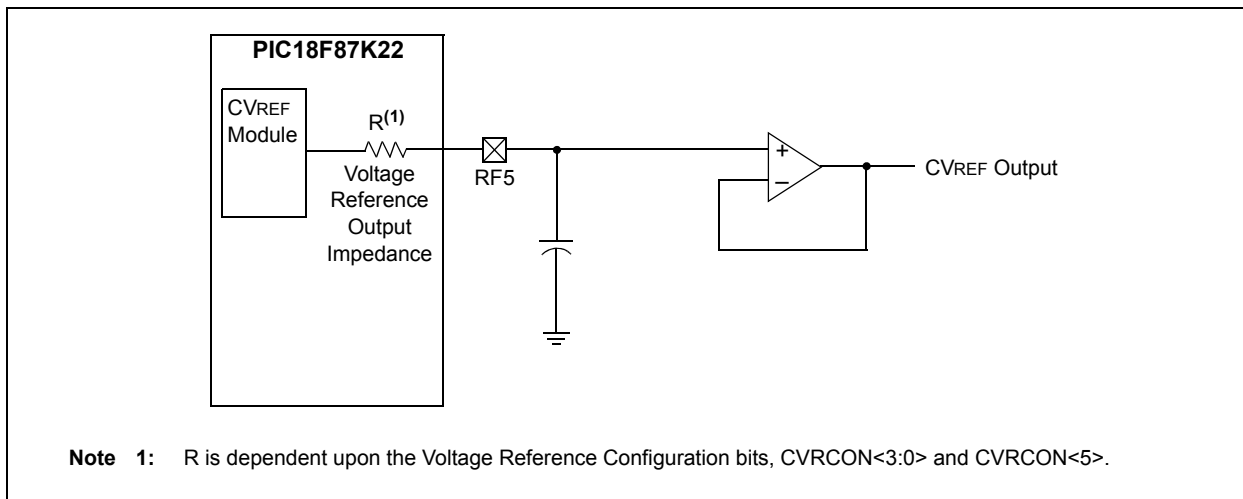 PIC18F87K22
CVREF
Module
R(1)
Voltage
Reference
Output
Impedance
RF5
+
–
CVREF Output
Note 1: R is dependent upon the Voltage Reference Configuration bits, CVRCON<3:0> and CVRCON<5>.